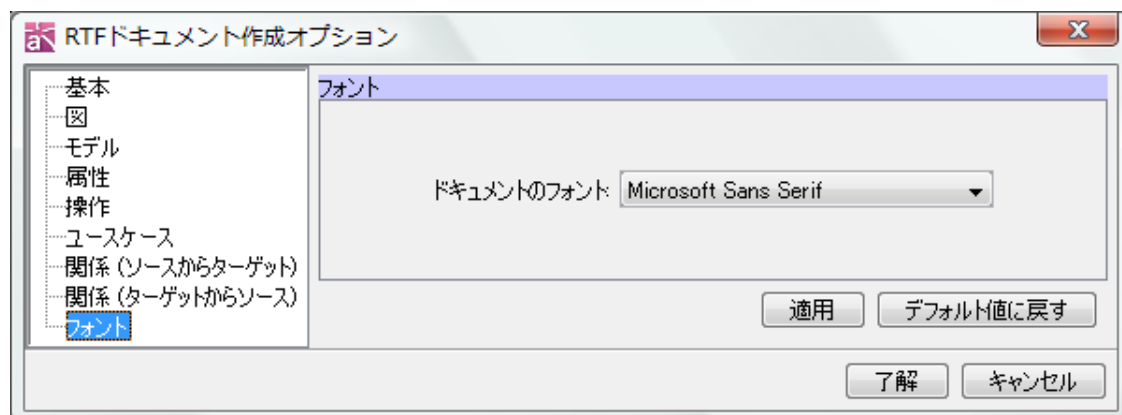 RTFドキュメント作成オプション
基本
図
モデル
属性
操作
ユースケース
関係 (ソースからターゲット)
関係 (ターゲットからソース)
フォント
フォント
ドキュメントのフォント: Microsoft Sans Serif
適用 デフォルト値に戻す
了解 キャンセル